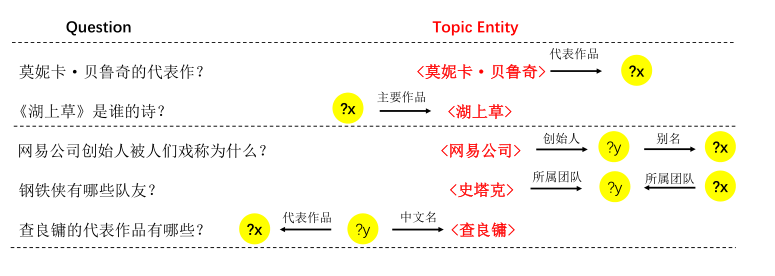 Question Topic Entity
莫妮卡·贝鲁奇的代表作？ <莫妮卡·贝鲁奇> 代表作品 ?x
《湖上草》是谁的诗？ ?x 主要作品 <湖上草>
网易公司创始人被人们戏称为什么？ <网易公司> 创始人 ?y 别名 ?x
钢铁侠有哪些队友？ <史塔克> 所属团队 ?y 所属团队 ?x
查良镛的代表作品有哪些？ ?x 代表作品 ?y 中文名 <查良镛>